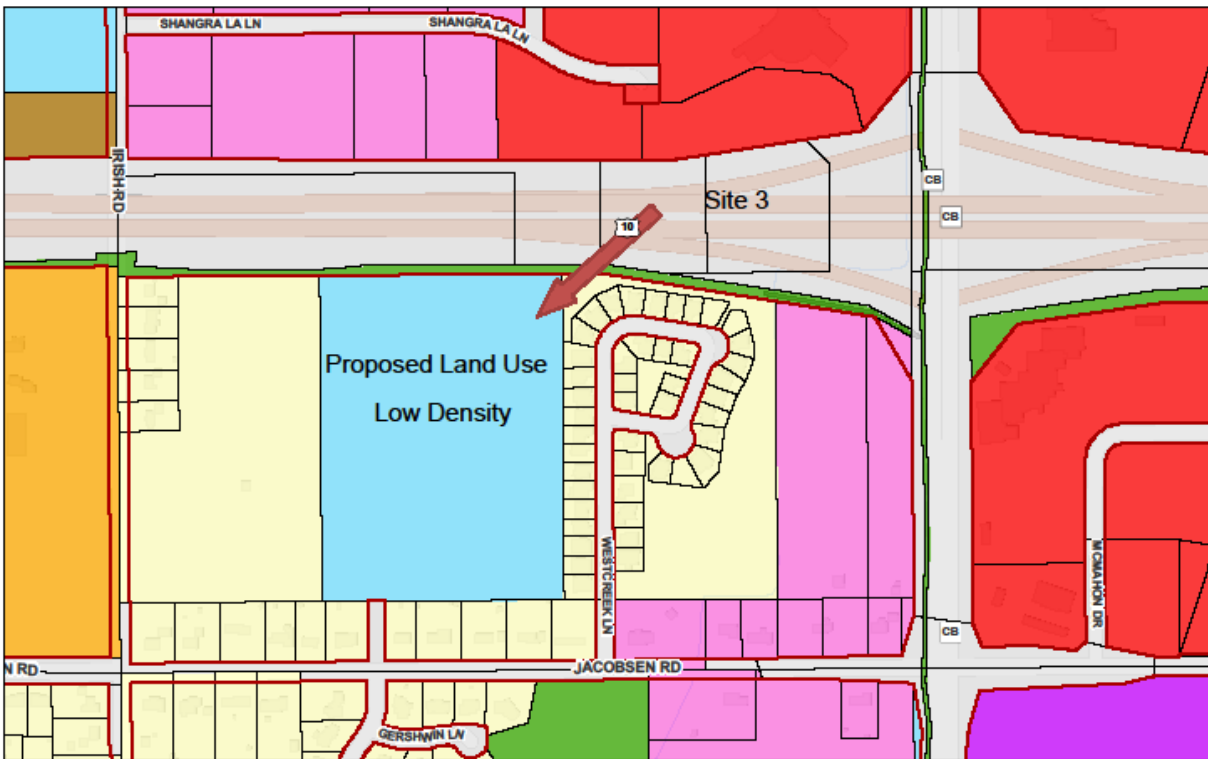 SHANGRA LA LN
SHANGRA LA LN
IRISH RD
CB
Site 3
CB
10
Proposed Land Use
Low Density
WESTCREEK LN
MCMAHON DR
CB
N RD
JACOBSEN RD
GERSHWIN LN